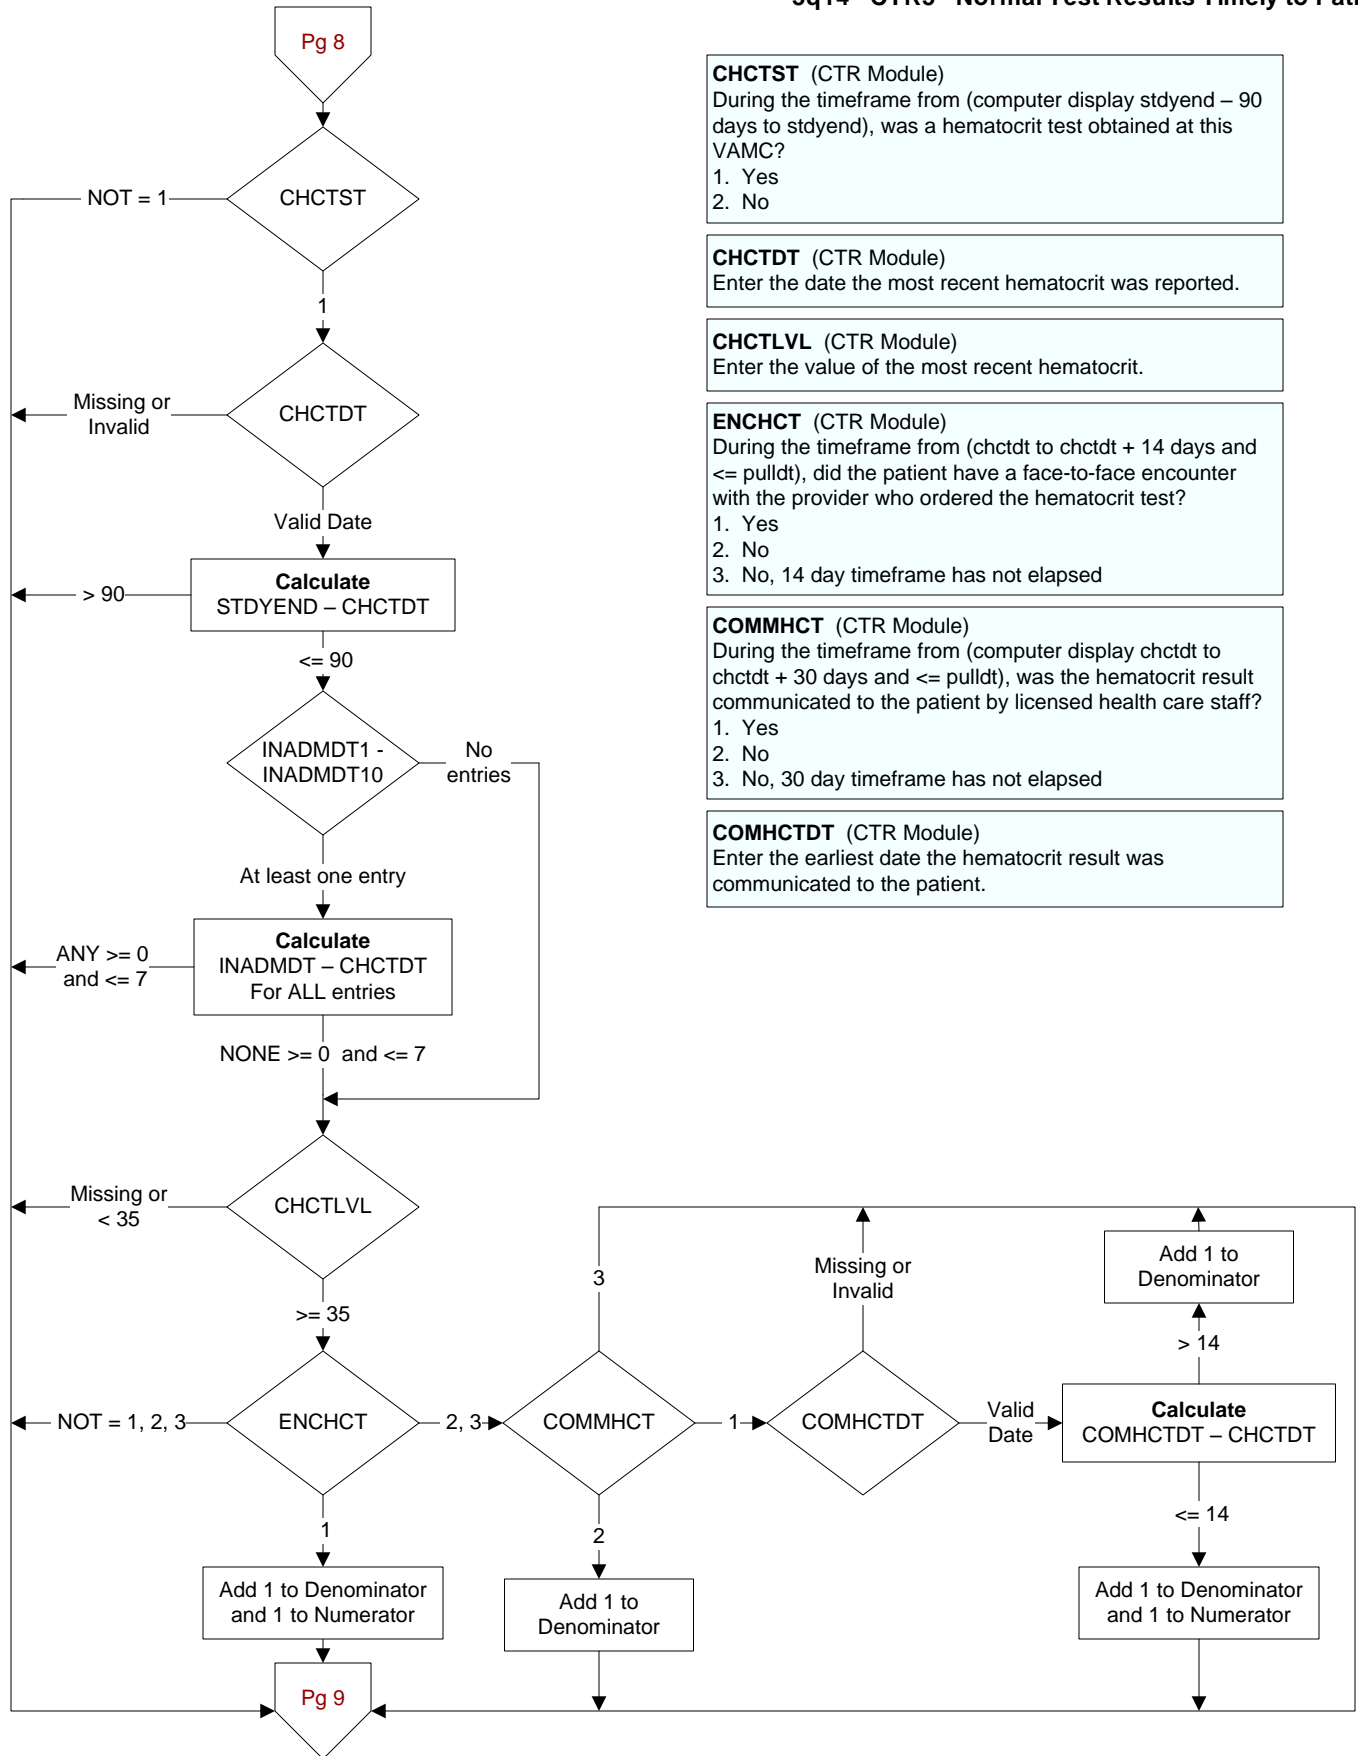 Pg 8
CHCTST
NOT = 1
1
CHCTDT
Missing or
Invalid
Valid Date
Calculate
STDYEND – CHCTDT
> 90
<= 90
INADMDT1 -
INADMDT10
No
entries
At least one entry
Calculate
INADMDT – CHCTDT
For ALL entries
ANY >= 0
and <= 7
NONE >= 0  and <= 7
CHCTLVL
Missing or
< 35
>= 35
ENCHCT
NOT = 1, 2, 3
2, 3
1
Add 1 to Denominator
and 1 to Numerator
Pg 9
COMMHCT
3
1
2
Add 1 to
Denominator
COMHCTDT
Missing or
Invalid
Valid
Date
Calculate
COMHCTDT – CHCTDT
> 14
Add 1 to
Denominator
<= 14
Add 1 to Denominator
and 1 to Numerator
CHCTST  (CTR Module)
During the timeframe from (computer display stdyend – 90
days to stdyend), was a hematocrit test obtained at this
VAMC?
1.  Yes
2.  No
CHCTDT  (CTR Module)
Enter the date the most recent hematocrit was reported.
CHCTLVL  (CTR Module)
Enter the value of the most recent hematocrit.
ENCHCT  (CTR Module)
During the timeframe from (chctdt to chctdt + 14 days and
<= pulldt), did the patient have a face-to-face encounter
with the provider who ordered the hematocrit test?
1.  Yes
2.  No
3.  No, 14 day timeframe has not elapsed
COMMHCT  (CTR Module)
During the timeframe from (computer display chctdt to
chctdt + 30 days and <= pulldt), was the hematocrit result
communicated to the patient by licensed health care staff?
1.  Yes
2.  No
3.  No, 30 day timeframe has not elapsed
COMHCTDT  (CTR Module)
Enter the earliest date the hematocrit result was
communicated to the patient.